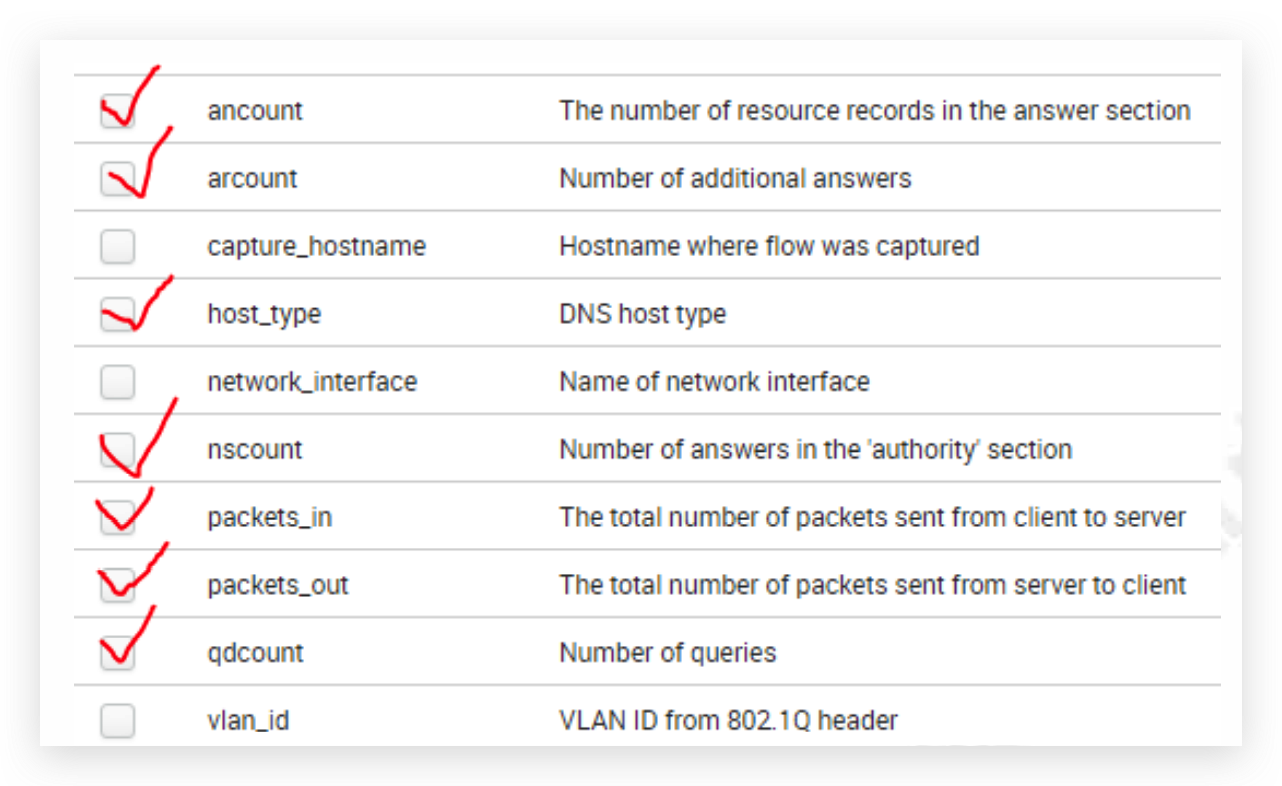 ancount The number of resource records in the answer section
arcount Number of additional answers
capture_hostname Hostname where flow was captured
host_type DNS host type
network_interface Name of network interface
nscount Number of answers in the 'authority' section
packets_in The total number of packets sent from client to server
packets_out The total number of packets sent from server to client
qdcount Number of queries
vlan_id VLAN ID from 802.1Q header